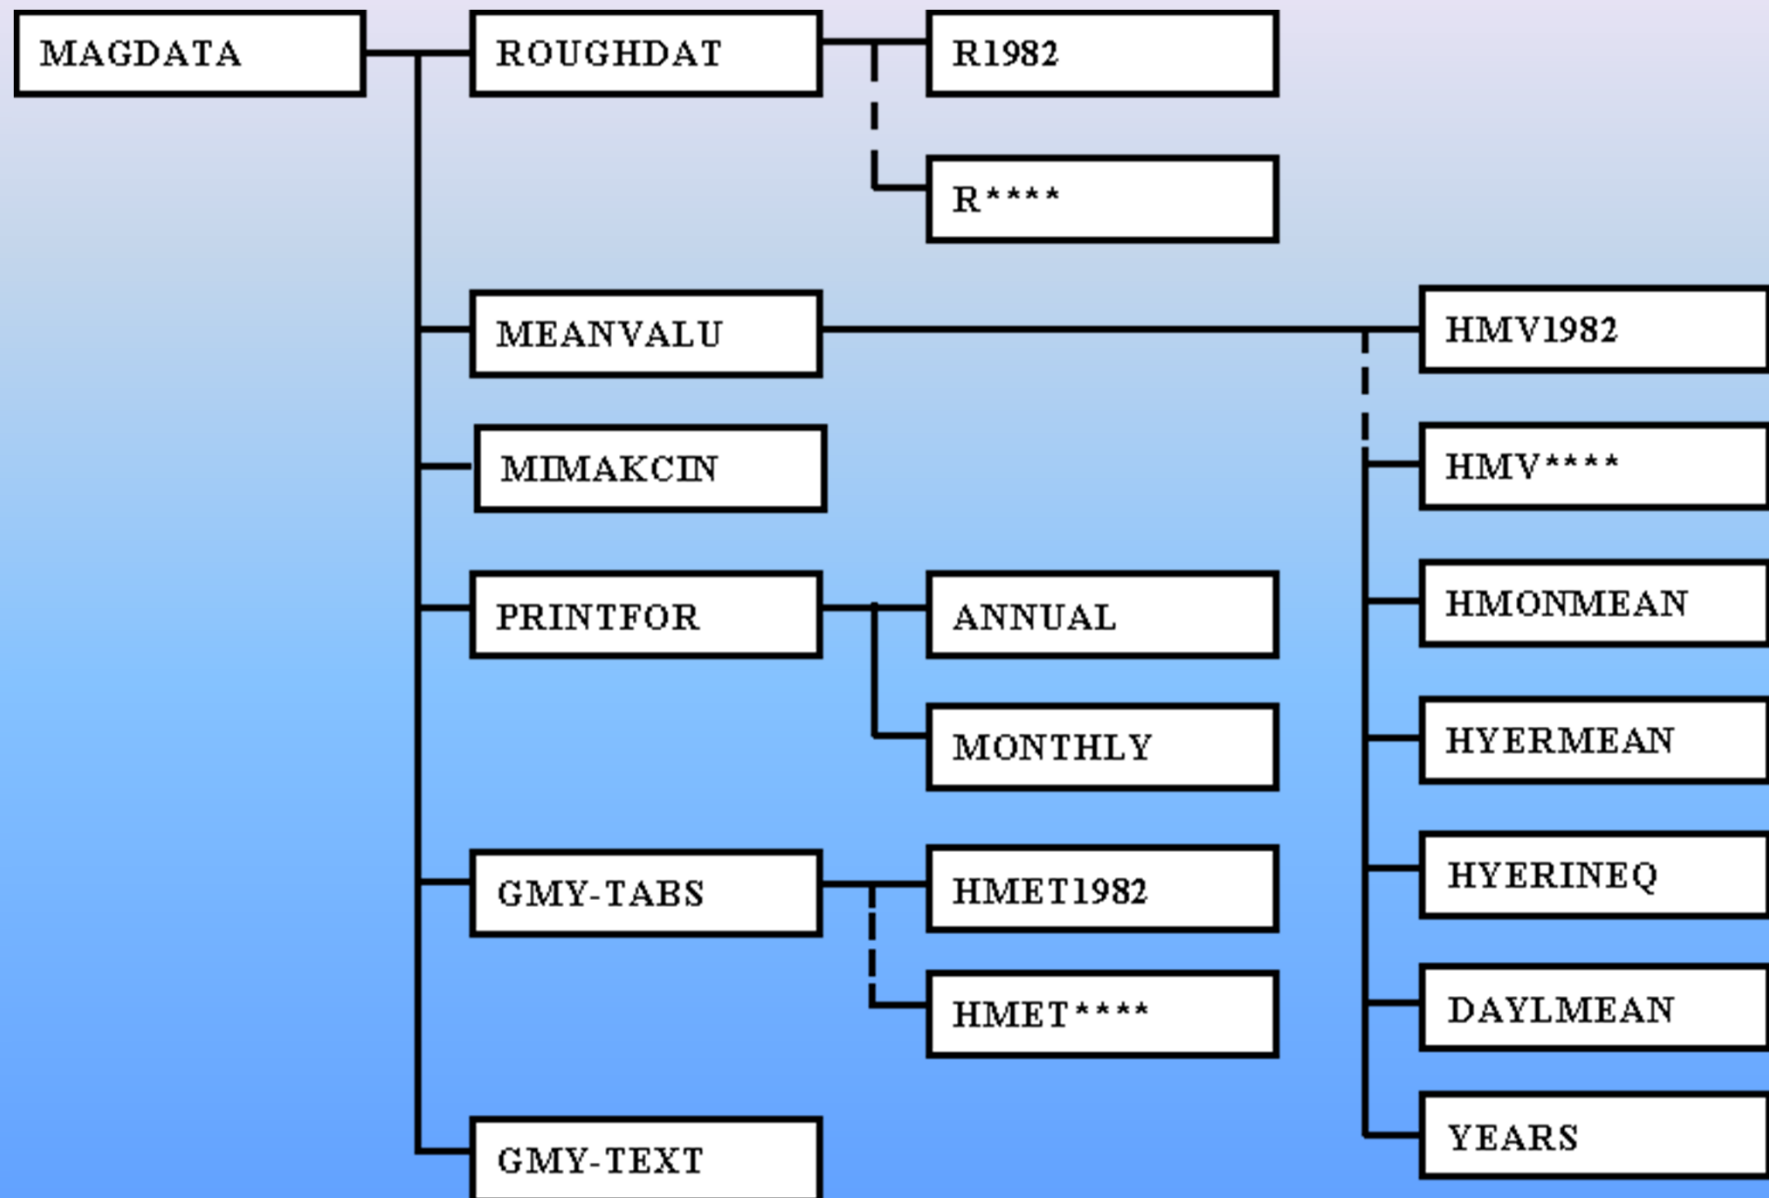 MAGDATA
ROUGHDAT
R1982
R****
MEANVALU
HMV1982
HMV****
HMONMEAN
HYERMEAN
HYERINEQ
DAYLMEAN
YEARS
MIMAKCIN
PRINTFOR
ANNUAL
MONTHLY
GMY-TABS
HMET1982
HMET****
GMY-TEXT